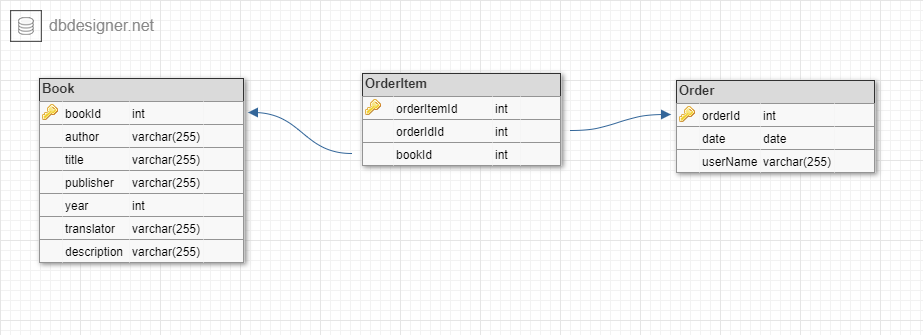 dbdesigner.net
Book
bookId int
author varchar(255)
title varchar(255)
publisher varchar(255)
year int
translator varchar(255)
description varchar(255)
OrderItem
orderItemId int
orderIdId int
bookId int
Order
orderId int
date date
userName varchar(255)